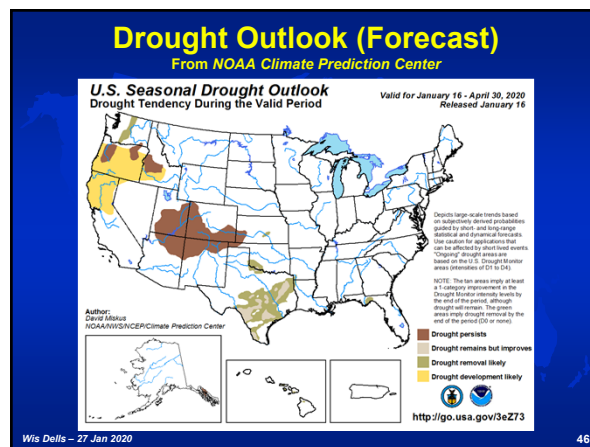 Drought Outlook (Forecast)
From NOAA Climate Prediction Center
U.S. Seasonal Drought Outlook
Drought Tendency During the Valid Period
Valid for January 16 - April 30, 2020
Released January 16
Depicts large-scale trends based
on subjectively derived probabilities
guided by short- and long-range
statistical and dynamical forecasts.
Use caution for applications that
can be affected by short lived events.
"Ongoing" drought areas are
based on the U.S. Drought Monitor
areas (intensities of D1 to D4).
NOTE: The tan areas imply at least
a 1-category improvement in the
Drought Monitor intensity levels by
the end of the period, although
drought will remain. The green
areas imply drought removal by the
end of the period (D0 or none).
Author:
David Miskus
NOAA/NWS/NCEP/Climate Prediction Center
Drought persists
Drought remains but improves
Drought removal likely
Drought development likely
http://go.usa.gov/3eZ73
Wis Dells – 27 Jan 2020
46